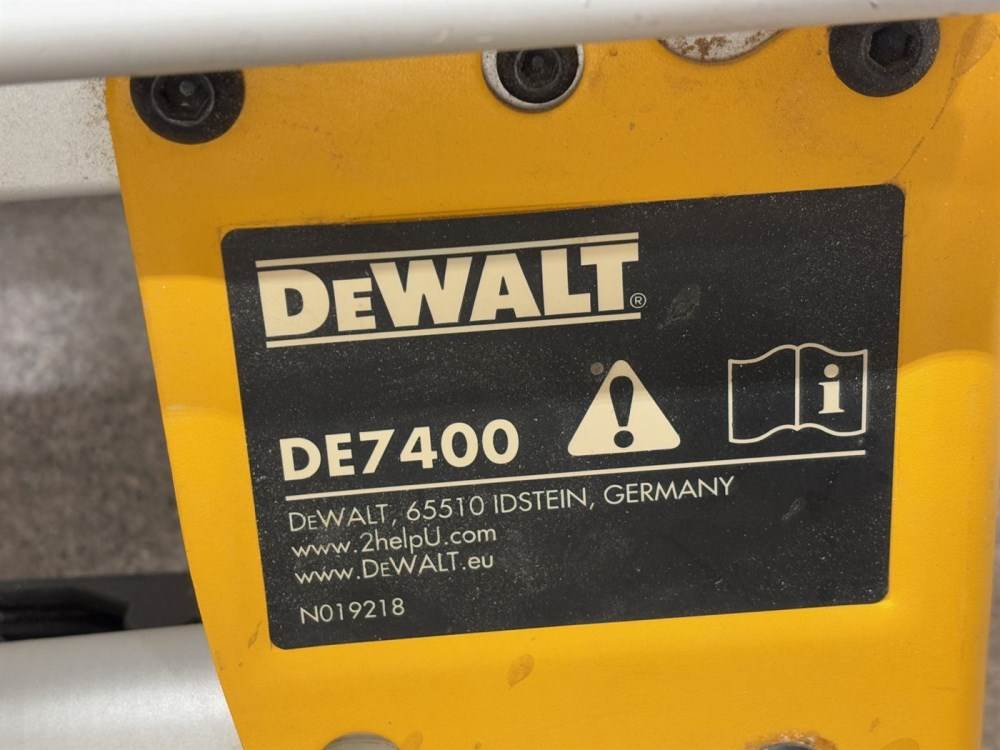 DEWALT®
DE7400
i
DEWALT, 65510 IDSTEIN, GERMANY
www.2helpU.com
www.DEWALT.eu
N019218